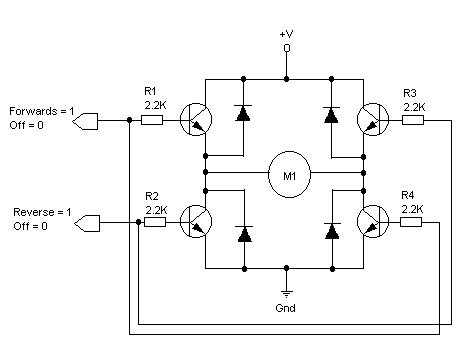 +V
R1
2.2K
R3
2.2K
Forwards = 1
Off = 0
M1
R2
2.2K
R4
2.2K
Reverse = 1
Off = 0
Gnd